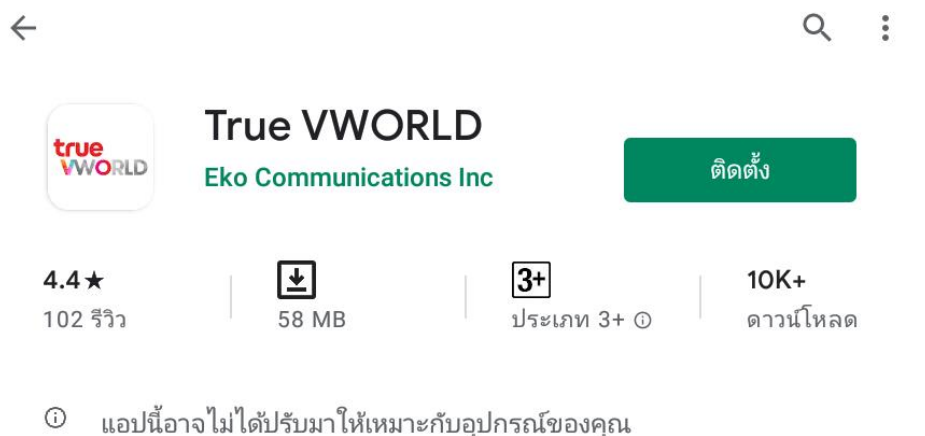 True VWORLD
true
VWORLD
Eko Communications Inc
ติดตั้ง
4.4★
3+
10K+
102 รีวิว
58 MB
ประเภท 3+
ดาวน์โหลด
แอปนี้อาจไม่ได้ปรับมาให้เหมาะกับอุปกรณ์ของคุณ